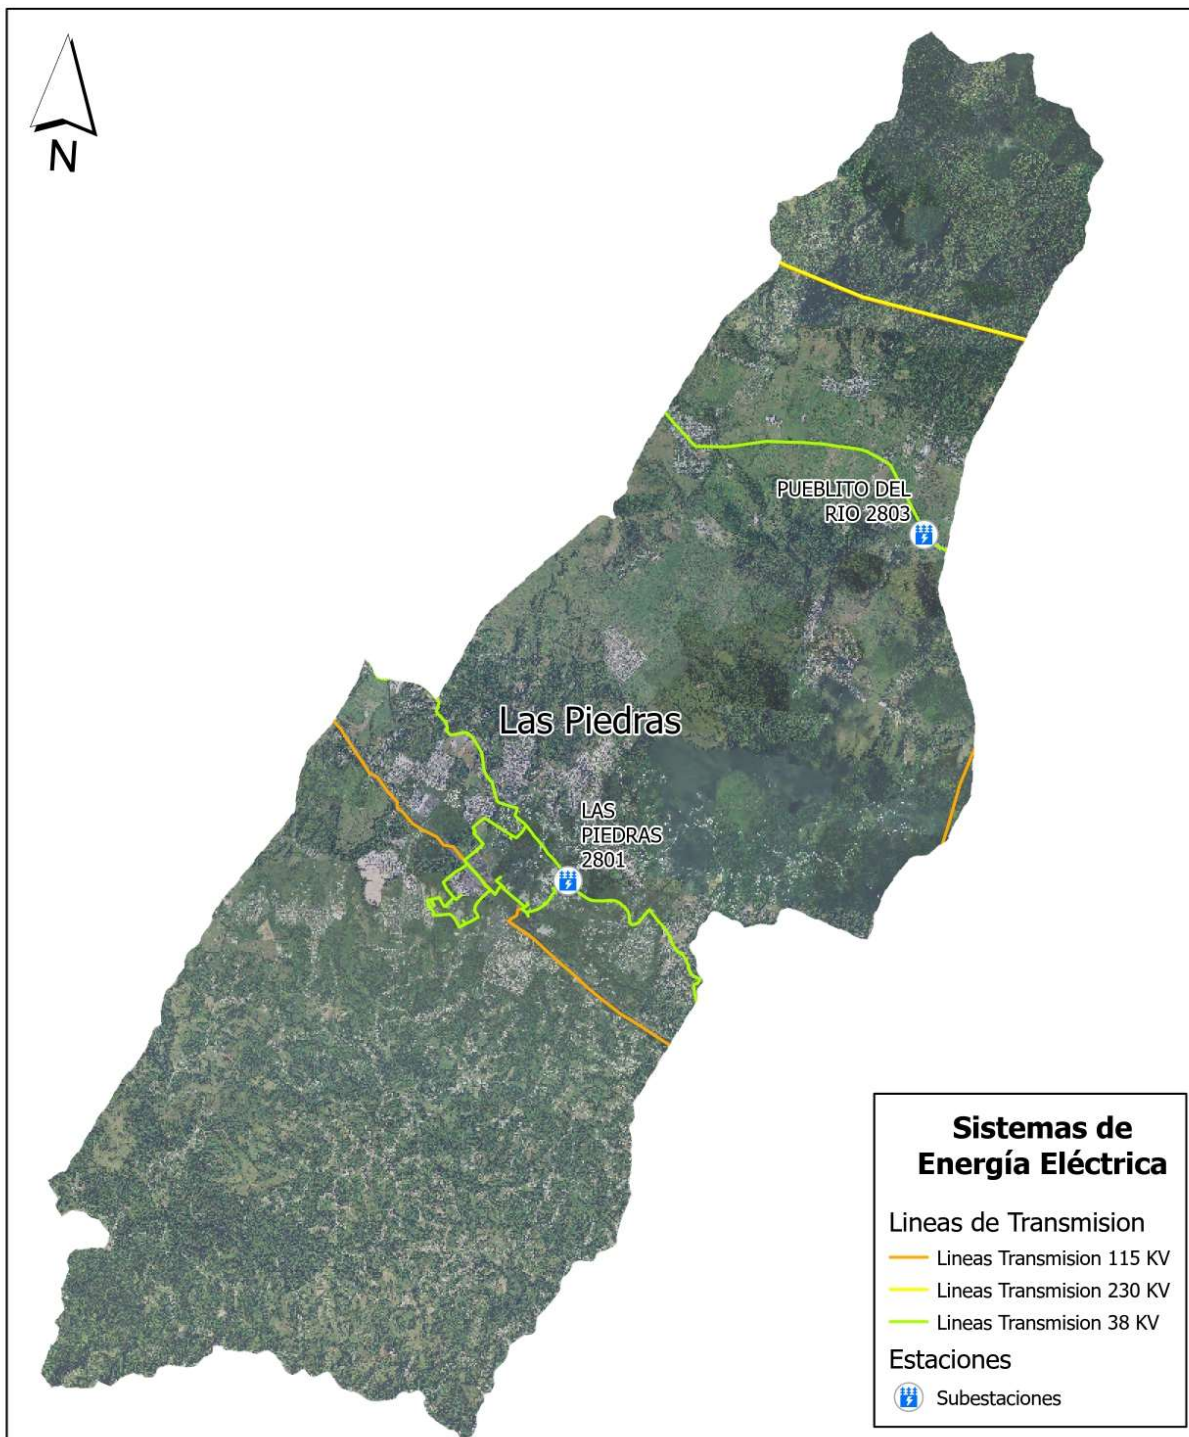 N
PUEBLITO DEL
RIO 2803
Las Piedras
LAS
PIEDRAS
2801
Sistemas de
Energía Eléctrica
Lineas de Transmision
Lineas Transmision 115 KV
Lineas Transmision 230 KV
Lineas Transmision 38 KV
Estaciones
Subestaciones